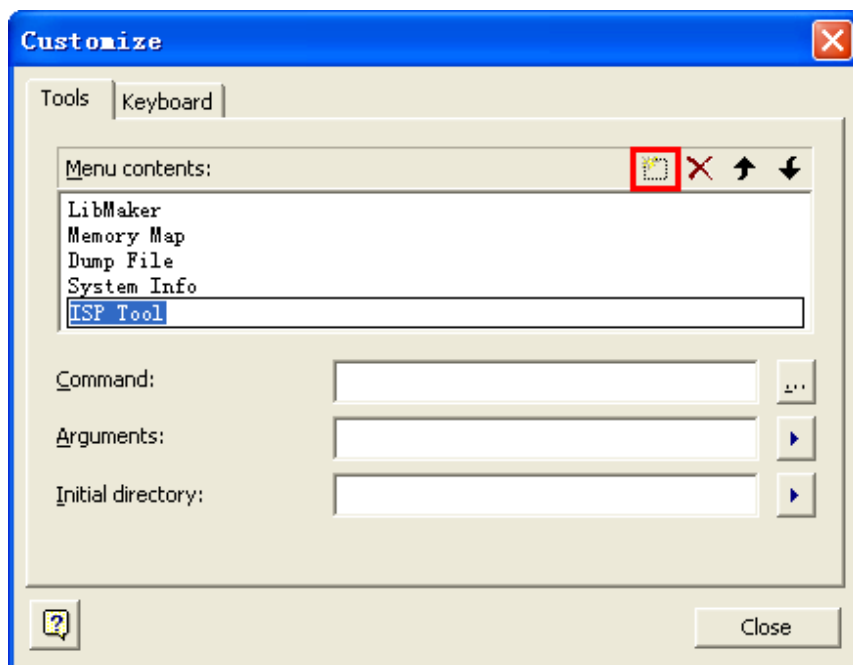 Customize
Tools Keyboard
Menu contents:
LibMaker
Memory Map
Dump File
System Info
ISP Tool
Command: ...
Arguments:
Initial directory:
Close